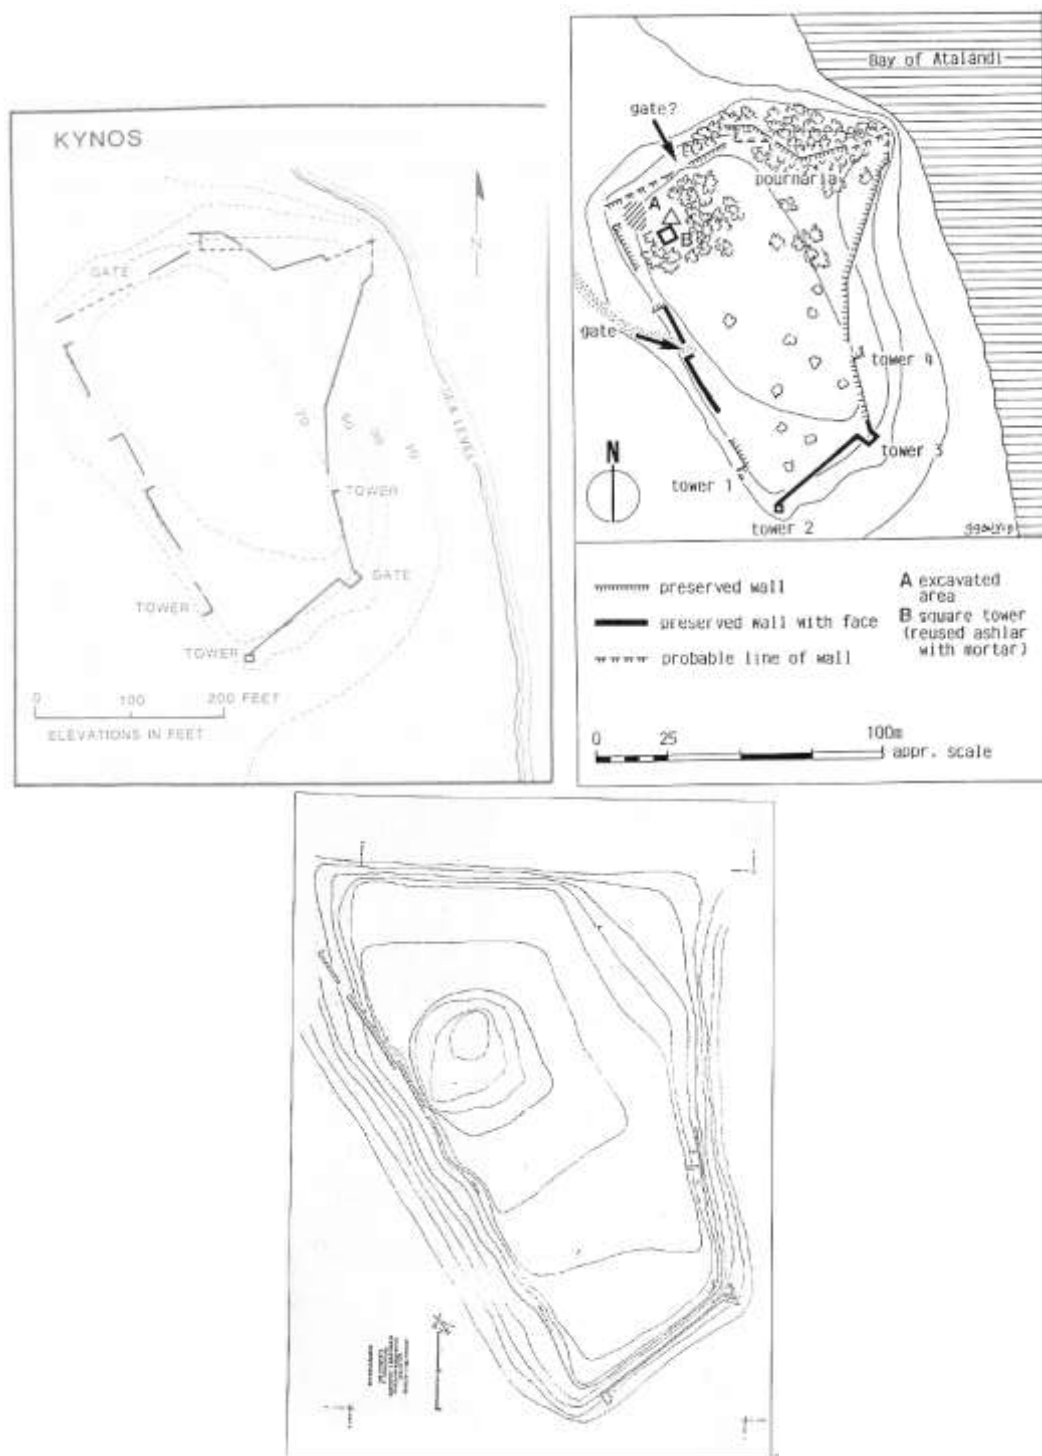 KYNOS
N
GATE
SEA LEVEL
TOWER
GATE
TOWER
TOWER
0 100 200 FEET
ELEVATIONS IN FEET
Bay of Atalandi
gate?
pournaria
A
B
gate
tower 4
N
tower 3
tower 1
tower 2
preserved wall
preserved wall with face
probable line of wall
A excavated
area
B square tower
(reused ashlar
with mortar)
0 25 100m
appr. scale